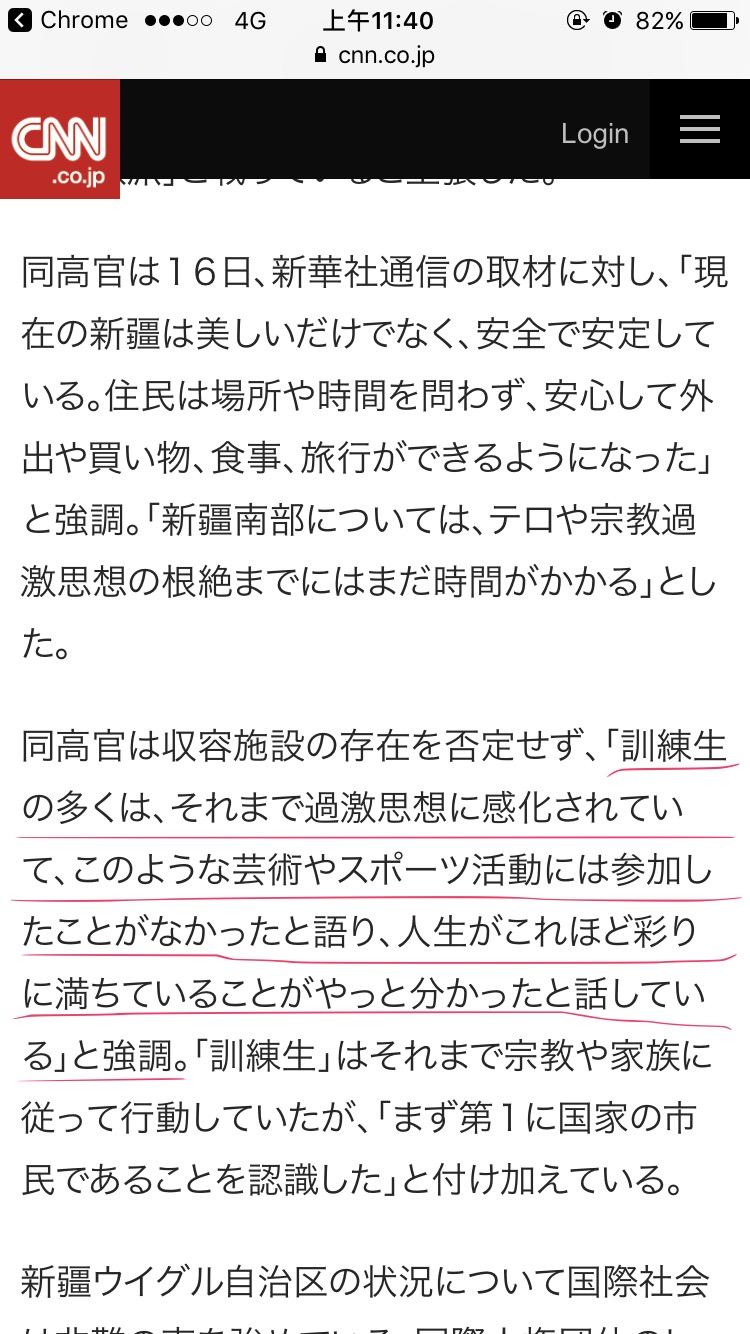 Chrome 4G 上午11:40 82%
cnn.co.jp
CNN
.co.jp
Login
同高官は１６日、新華社通信の取材に対し、「現
在の新疆は美しいだけでなく、安全で安定して
いる。住民は場所や時間を問わず、安心して外
出や買い物、食事、旅行ができるようになった」
と強調。「新疆南部については、テロや宗教過
激思想の根絶までにはまだ時間がかかる」とし
た。
同高官は収容施設の存在を否定せず、「訓練生
の多くは、それまで過激思想に感化されてい
て、このような芸術やスポーツ活動には参加し
たことがなかったと語り、人生がこれほど彩り
に満ちていることがやっと分かったと話してい
る」と強調。「訓練生」はそれまで宗教や家族に
従って行動していたが、「まず第１に国家の市
民であることを認識した」と付け加えている。
新疆ウイグル自治区の状況について国際社会